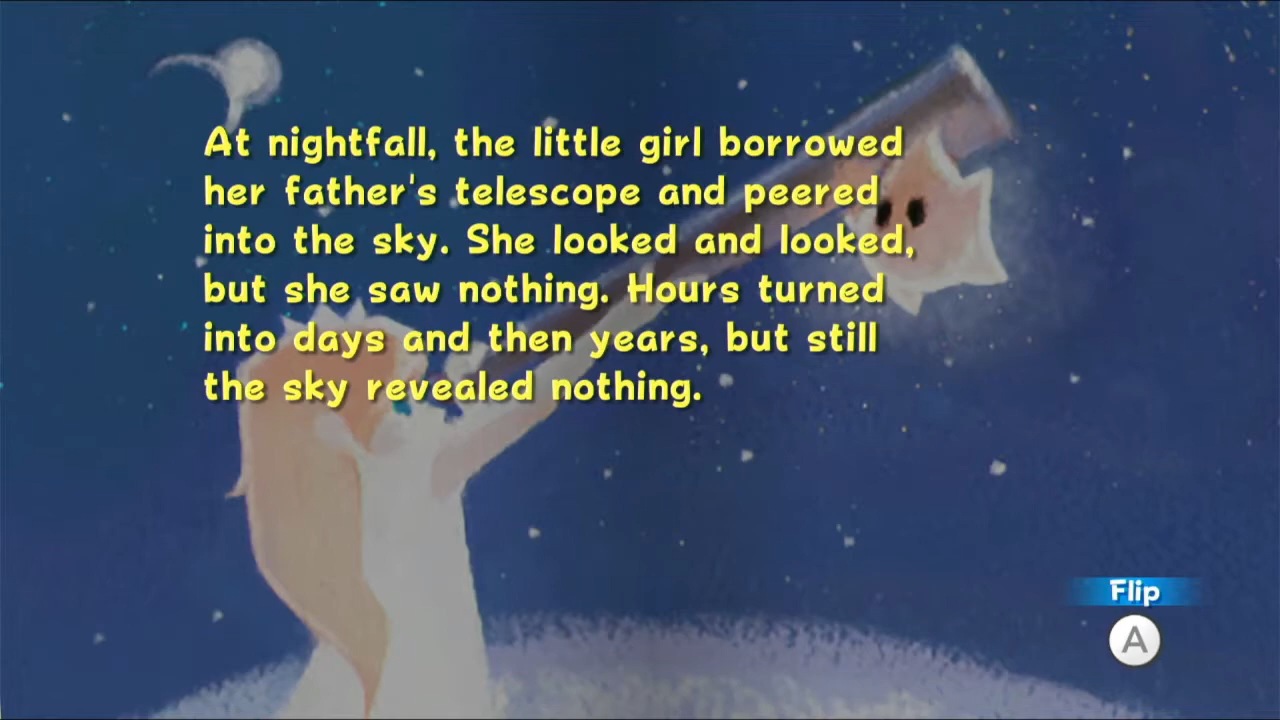 At nightfall, the little girl borrowed
her father's telescope and peered
into the sky. She looked and looked,
but she saw nothing. Hours turned
into days and then years, but still
the sky revealed nothing.
Flip
A